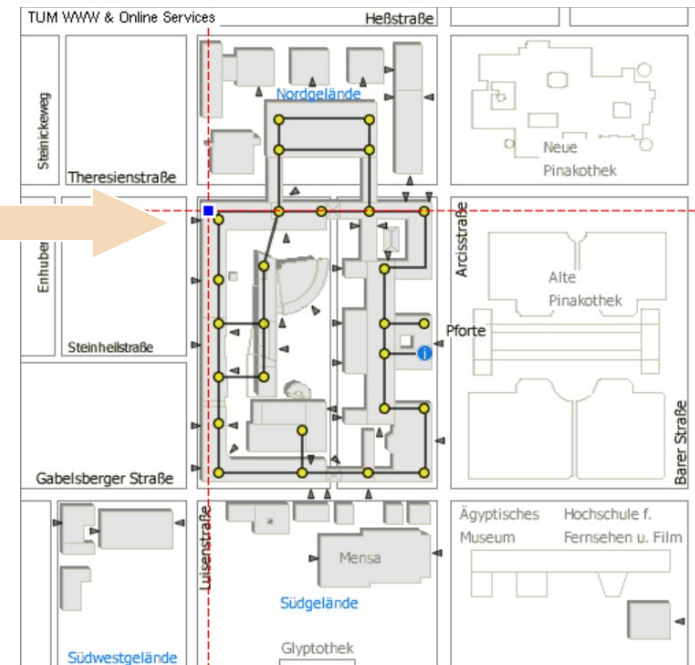 TUM WWW & Online Services
Heßstraße
Steinickeweg
Nordgelände
Neue
Pinakothek
Theresienstraße
Enhuber
Arcisstraße
Alte
Pinakothek
Steinheilstraße
Pforte
i
Barer Straße
Gabelsberger Straße
Luisenstraße
Ägyptisches
Museum
Hochschule f.
Fernsehen u. Film
Mensa
Südgelände
Glyptothek
Südwestgelände